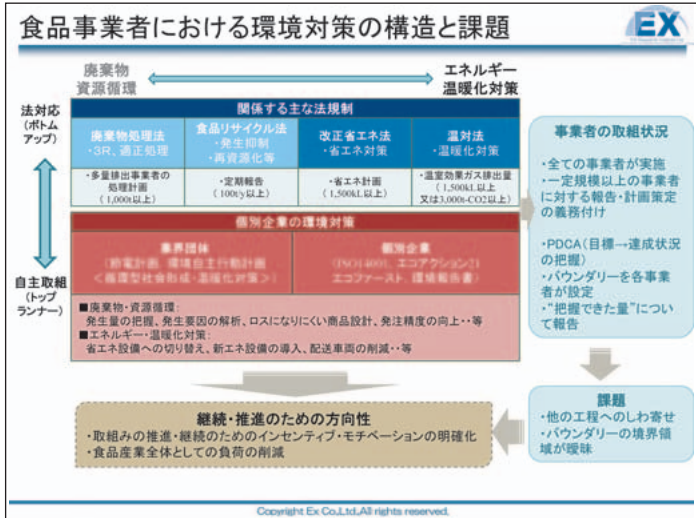 食品事業者における環境対策の構造と課題
EX
廃棄物
資源循環
エネルギー
温暖化対策
法対応
(ボトム
アップ)
自主取組
(トップ
ランナー)
関係する主な法規制
廃棄物処理法
・3R、適正処理
食品リサイクル法
・発生抑制
・再資源化等
改正省エネ法
・省エネ対策
温対法
・温暖化対策
・多量排出事業者の
処理計画
(1,000t以上)
・定期報告
(100t/y以上)
・省エネ計画
(1,500kL以上)
・温室効果ガス排出量
(1,500kL以上
又は3,000t-CO2以上)
個別企業の環境対策
業界団体
(節電計画、環境自主行動計画
<循環型社会形成・温暖化対策>)
個別企業
(ISO14001、エコアクション21
エコファースト、環境報告書)
■廃棄物・資源循環:
発生量の把握、発生要因の解析、ロスになりにくい商品設計、発注精度の向上・・等
■エネルギー・温暖化対策:
省エネ設備への切り替え、新エネ設備の導入、配送車両の削減・・等
事業者の取組状況
・全ての事業者が実施
・一定規模以上の事業者
に対する報告・計画策定
の義務付け
・PDCA(目標→達成状況
の把握)
・バウンダリーを各事業
者が設定
・“把握できた量”につい
て報告
課題
・他の工程へのしわ寄せ
・バウンダリーの境界領
域が曖昧
継続・推進のための方向性
・取組みの推進・継続のためのインセンティブ・モチベーションの明確化
・食品産業全体としての負荷の削減
Copyright Ex Co.,Ltd.All rights reserved.